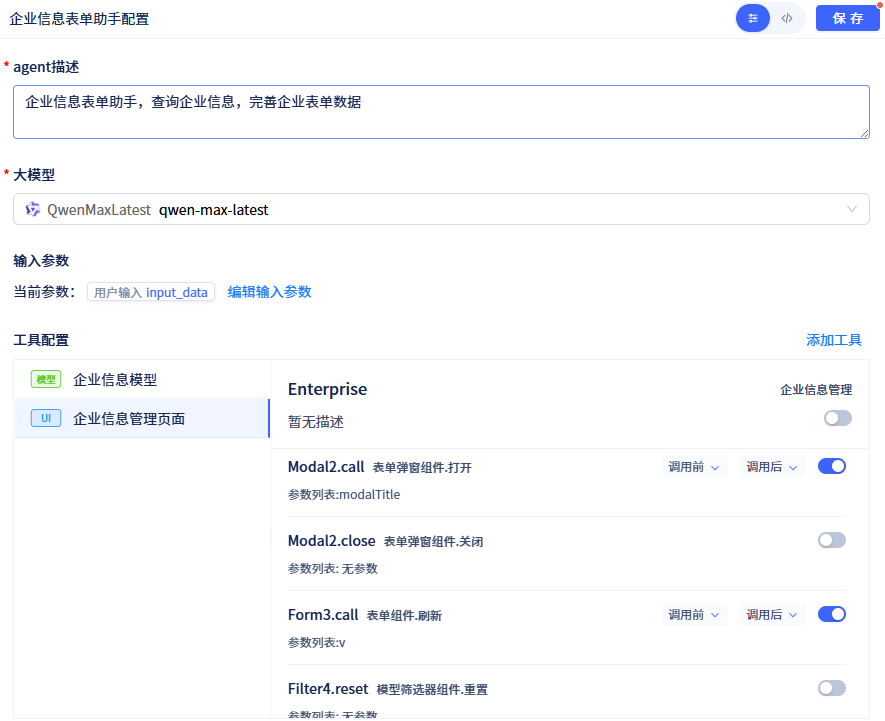 企业信息表单助手配置
</>
保 存
* agent描述
企业信息表单助手，查询企业信息，完善企业表单数据
* 大模型
QwenMaxLatest qwen-max-latest
输入参数
当前参数： 用户输入 input_data 编辑输入参数
工具配置 添加工具
模型 企业信息模型
UI 企业信息管理页面
Enterprise 企业信息管理
暂无描述
Modal2.call 表单弹窗组件.打开 调用前 调用后
参数列表:modalTitle
Modal2.close 表单弹窗组件.关闭
参数列表: 无参数
Form3.call 表单组件.刷新 调用前 调用后
参数列表:v
Filter4.reset 模型筛选器组件.重置
参数列表: 无参数